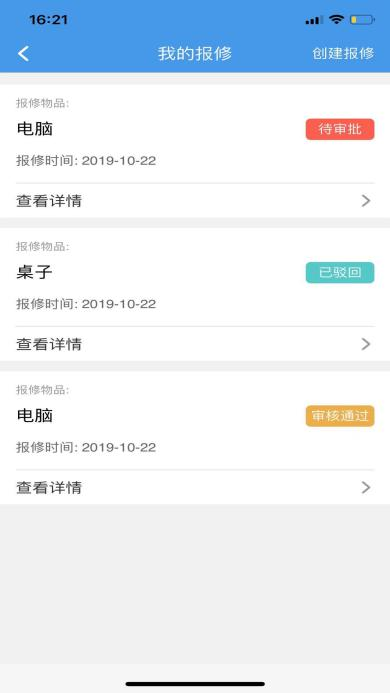 16:21
我的报修
创建报修
报修物品:
电脑
待审批
报修时间: 2019-10-22
查看详情
报修物品:
桌子
已驳回
报修时间: 2019-10-22
查看详情
报修物品:
电脑
审核通过
报修时间: 2019-10-22
查看详情